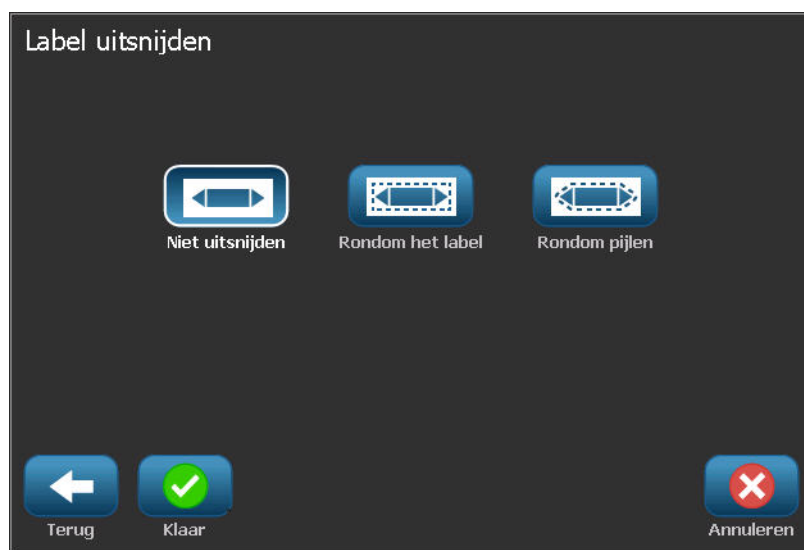 Label uitsnijden
Niet uitsnijden Rondom het label Rondom pijlen
Terug Klaar Annuleren